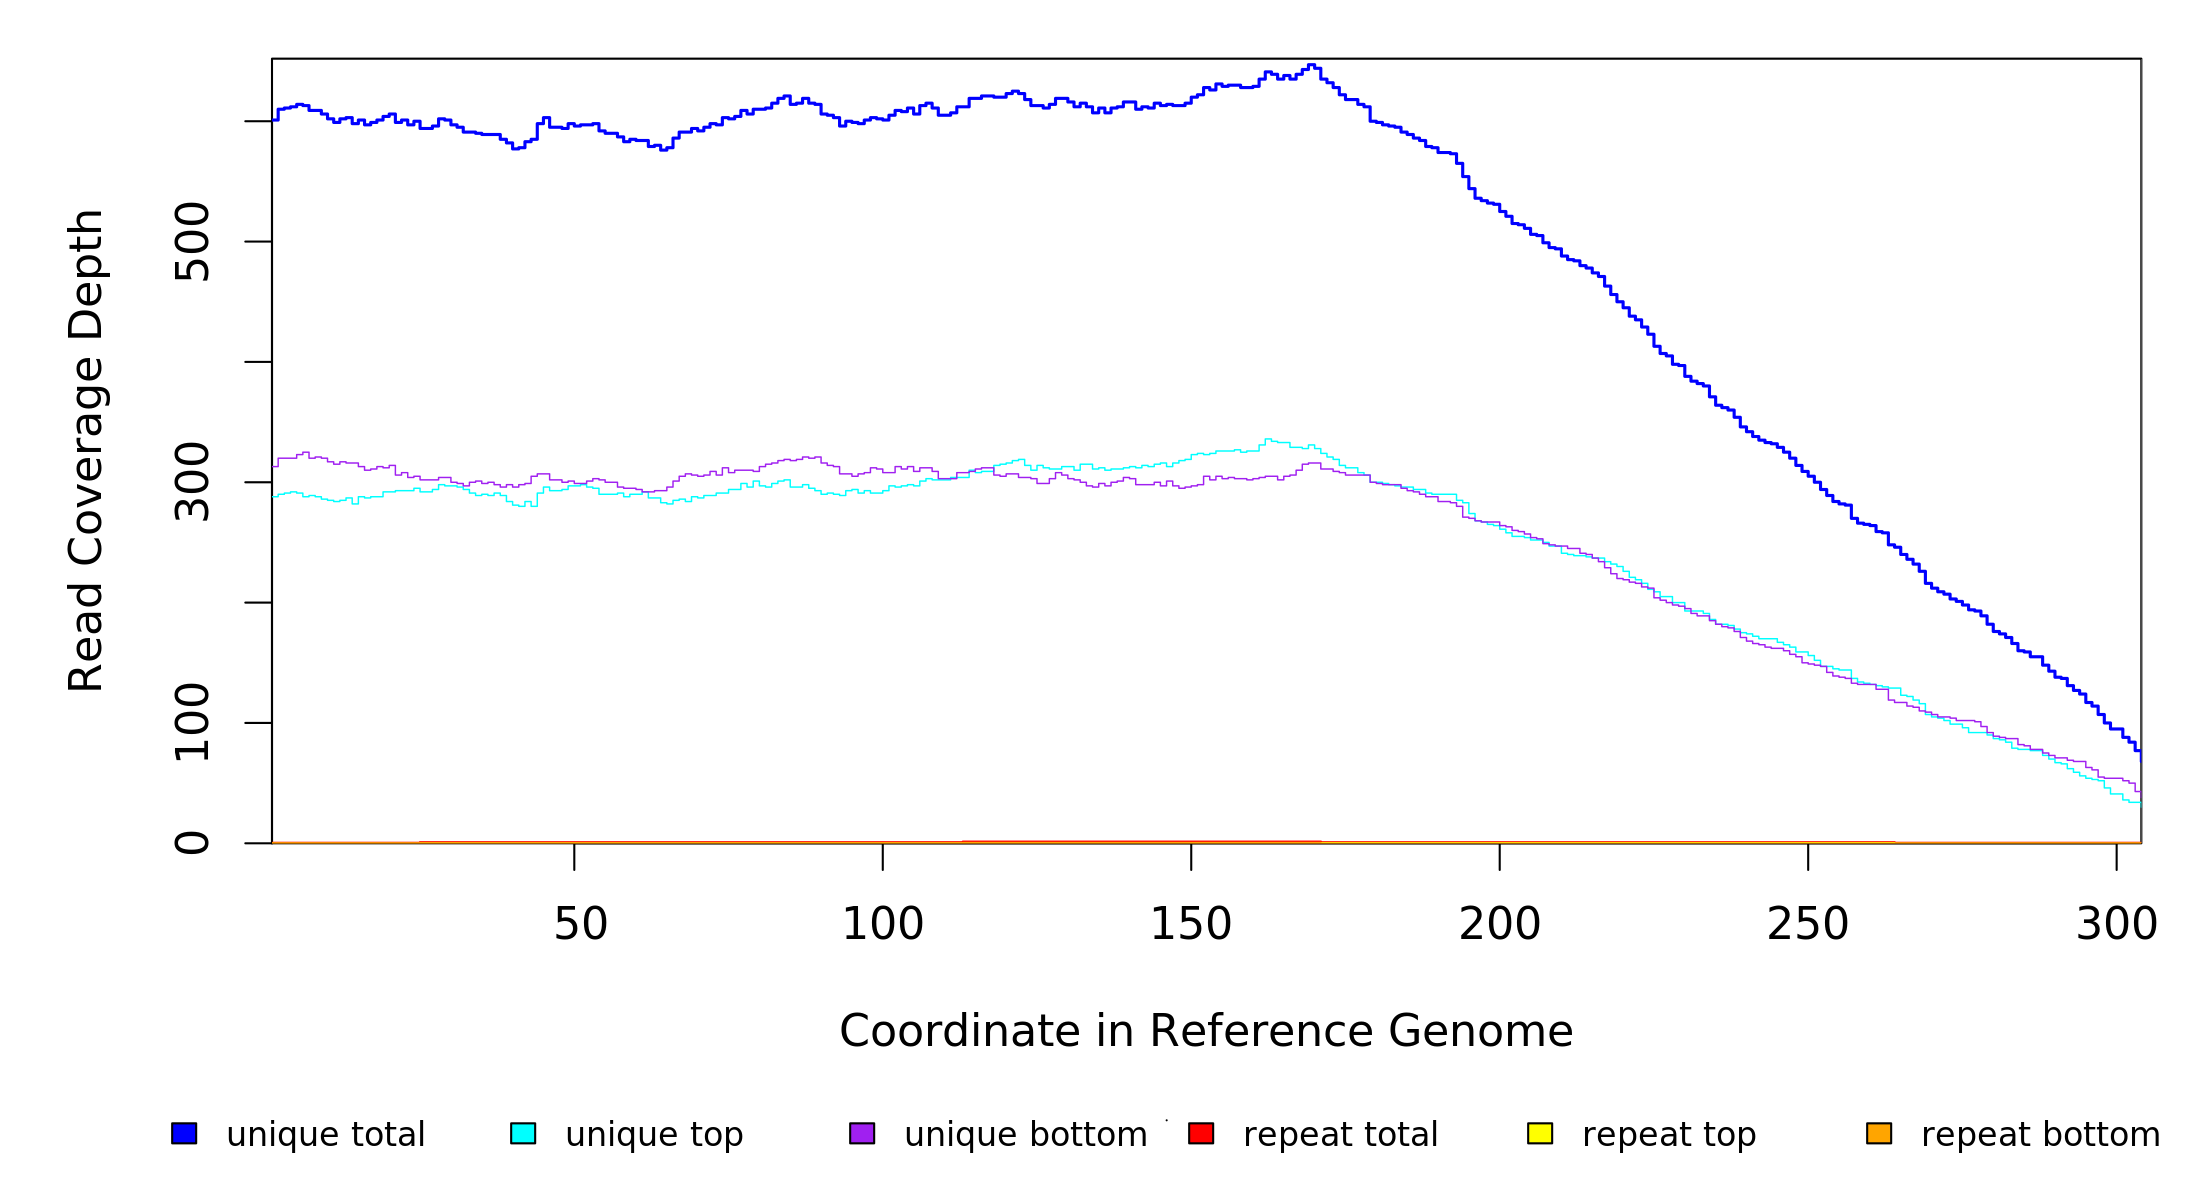 Read Coverage Depth
500
300
100
0
50 100 150 200 250 300
Coordinate in Reference Genome
unique total unique top unique bottom repeat total repeat top repeat bottom